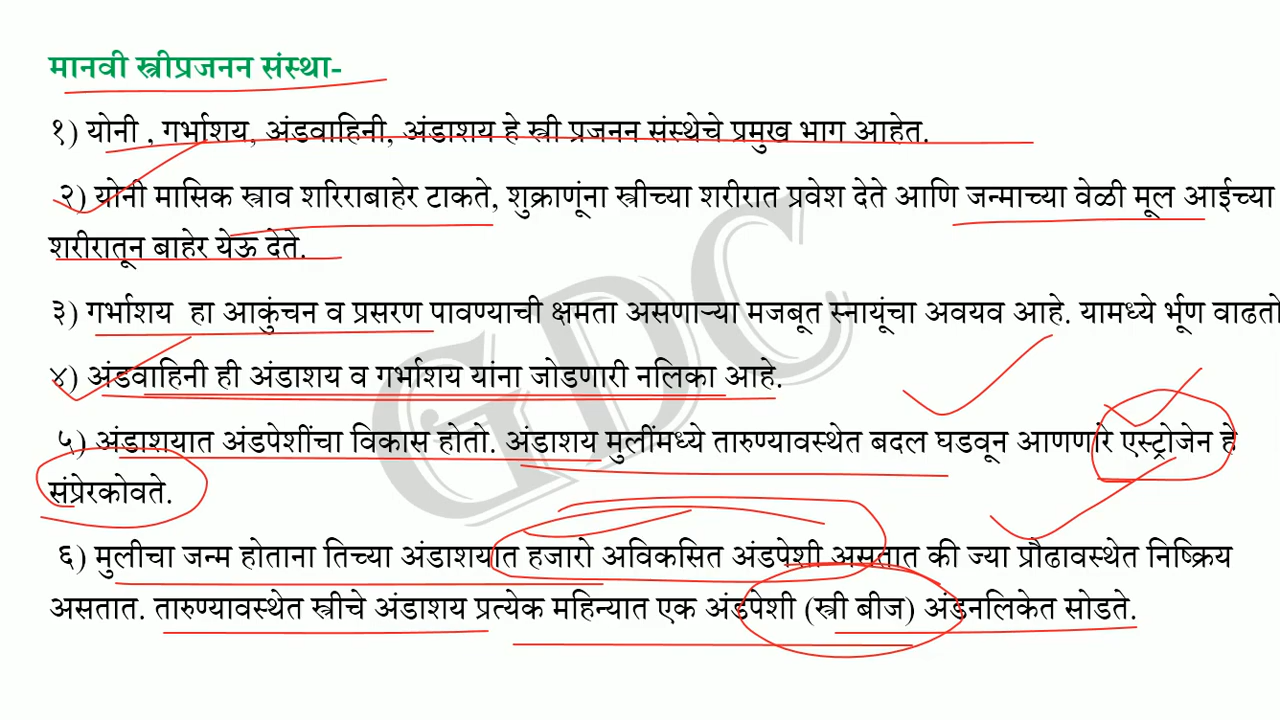 मानवी स्त्रीप्रजनन संस्था-
१) योनी , गर्भाशय, अंडवाहिनी, अंडाशय हे स्त्री प्रजनन संस्थेचे प्रमुख भाग आहेत.
२) योनी मासिक स्त्राव शरिराबाहेर टाकते, शुक्राणूंना स्त्रीच्या शरीरात प्रवेश देते आणि जन्माच्या वेळी मूल आईच्या
शरीरातून बाहेर येऊ देते.
३) गर्भाशय हा आकुंचन व प्रसरण पावण्याची क्षमता असणाऱ्या मजबूत स्नायूंचा अवयव आहे. यामध्ये भ्रूण वाढतो
४) अंडवाहिनी ही अंडाशय व गर्भाशय यांना जोडणारी नलिका आहे.
५) अंडाशयात अंडपेशींचा विकास होतो. अंडाशय मुलींमध्ये तारुण्यावस्थेत बदल घडवून आणणारे एस्ट्रोजेन हे
संप्रेरकोवते.
६) मुलीचा जन्म होताना तिच्या अंडाशयात हजारो अविकसित अंडपेशी असतात की ज्या प्रौढावस्थेत निष्क्रिय
असतात. तारुण्यावस्थेत स्त्रीचे अंडाशय प्रत्येक महिन्यात एक अंडपेशी (स्त्री बीज) अंडनलिकेत सोडते.
GDC